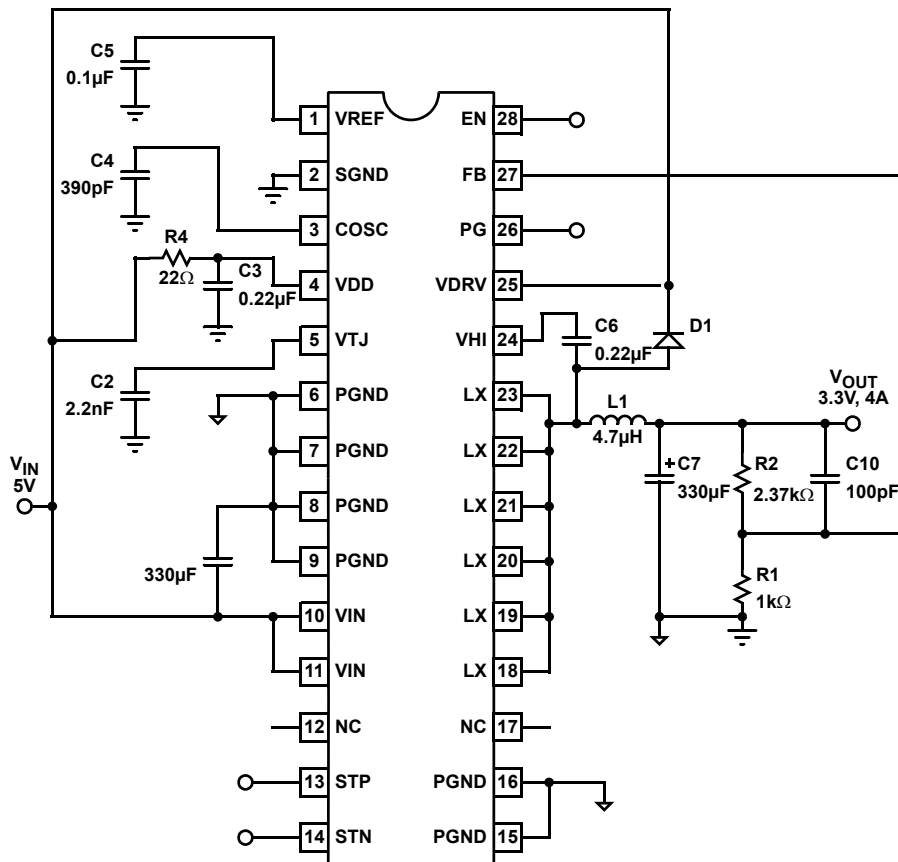 C5
0.1µF
1 VREF
EN 28
C4
390pF
2 SGND
FB 27
3 COSC
PG 26
R4
22Ω
C3
0.22µF
4 VDD
VDRV 25
5 VTJ
VHI 24
C6
0.22µF
D1
C2
2.2nF
6 PGND
LX 23
L1
4.7µH
VOUT
3.3V, 4A
7 PGND
LX 22
+
C7
330µF
R2
2.37kΩ
C10
100pF
VIN
5V
8 PGND
LX 21
330µF
9 PGND
LX 20
R1
1kΩ
10 VIN
LX 19
11 VIN
LX 18
12 NC
NC 17
13 STP
PGND 16
14 STN
PGND 15